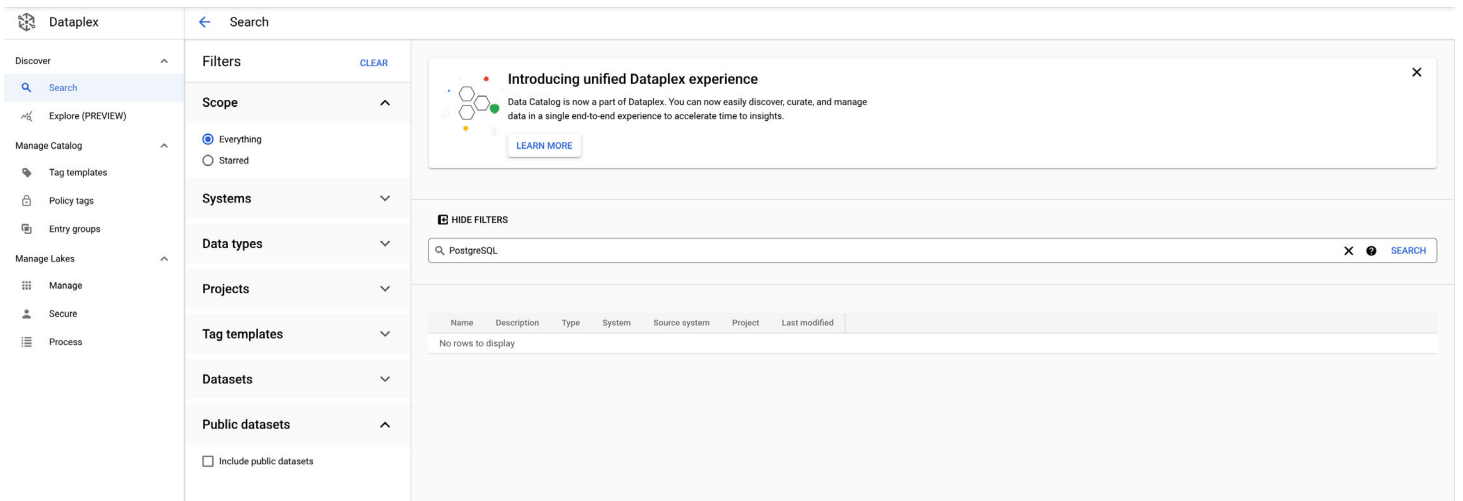 Dataplex
Search
Discover
Search
Explore (PREVIEW)
Manage Catalog
Tag templates
Policy tags
Entry groups
Manage Lakes
Manage
Secure
Process
Filters
CLEAR
Scope
Everything
Starred
Systems
Data types
Projects
Tag templates
Datasets
Public datasets
Include public datasets
Introducing unified Dataplex experience
Data Catalog is now a part of Dataplex. You can now easily discover, curate, and manage
data in a single end-to-end experience to accelerate time to insights.
LEARN MORE
HIDE FILTERS
PostgreSQL
SEARCH
Name Description Type System Source system Project Last modified
No rows to display